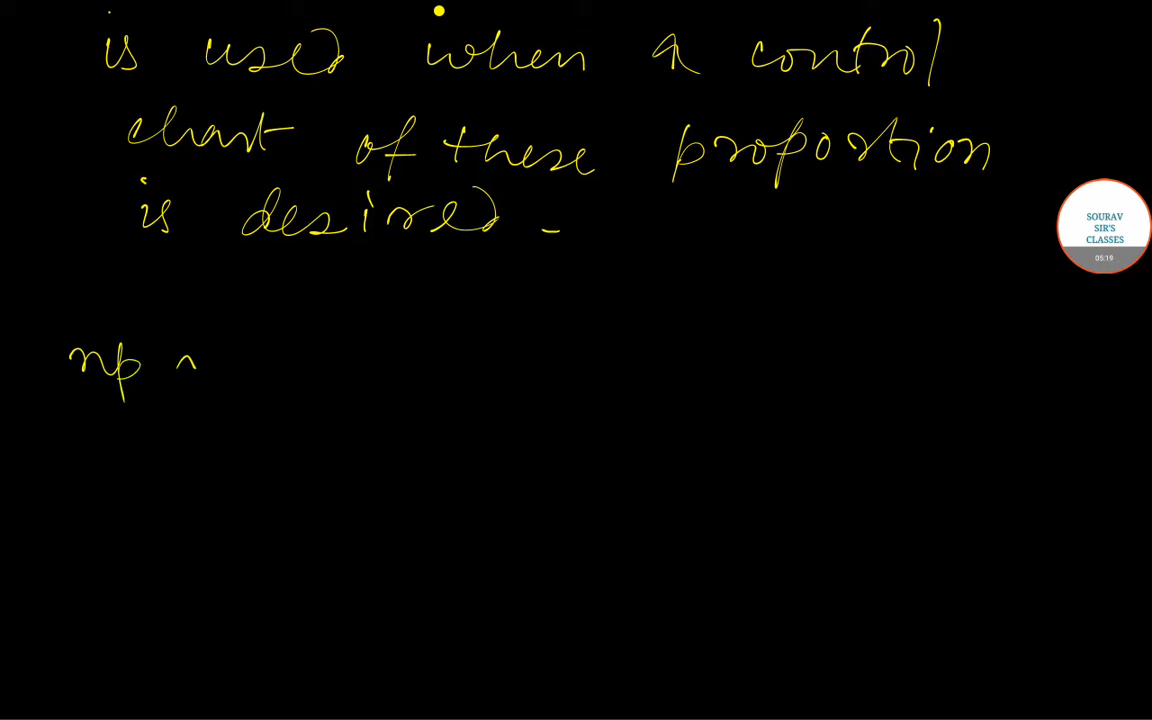 is used when a control
chart of these proportion
is desired -
np
SOURAV
SIR'S
CLASSES
05:19